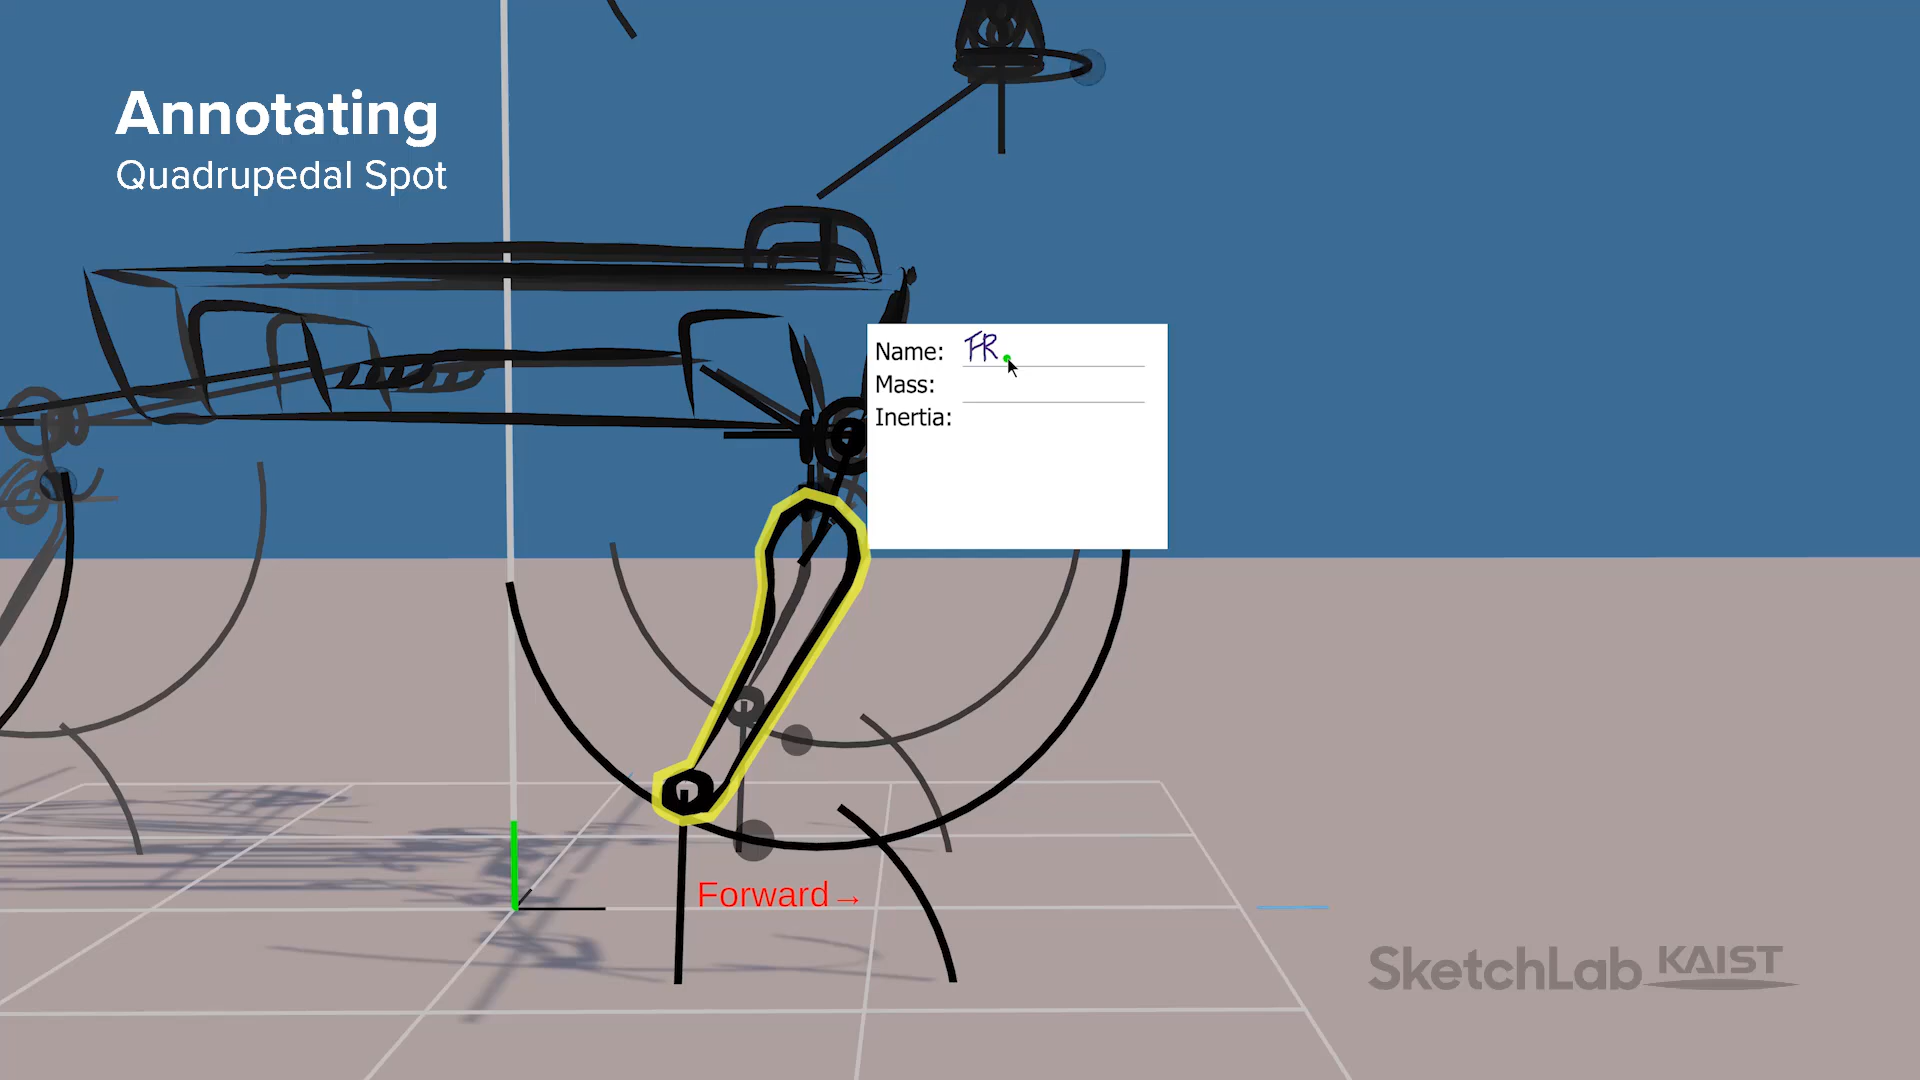 Annotating
Quadrupedal Spot
Name: FR
Mass:
Inertia:
Forward→
SketchLab KAIST